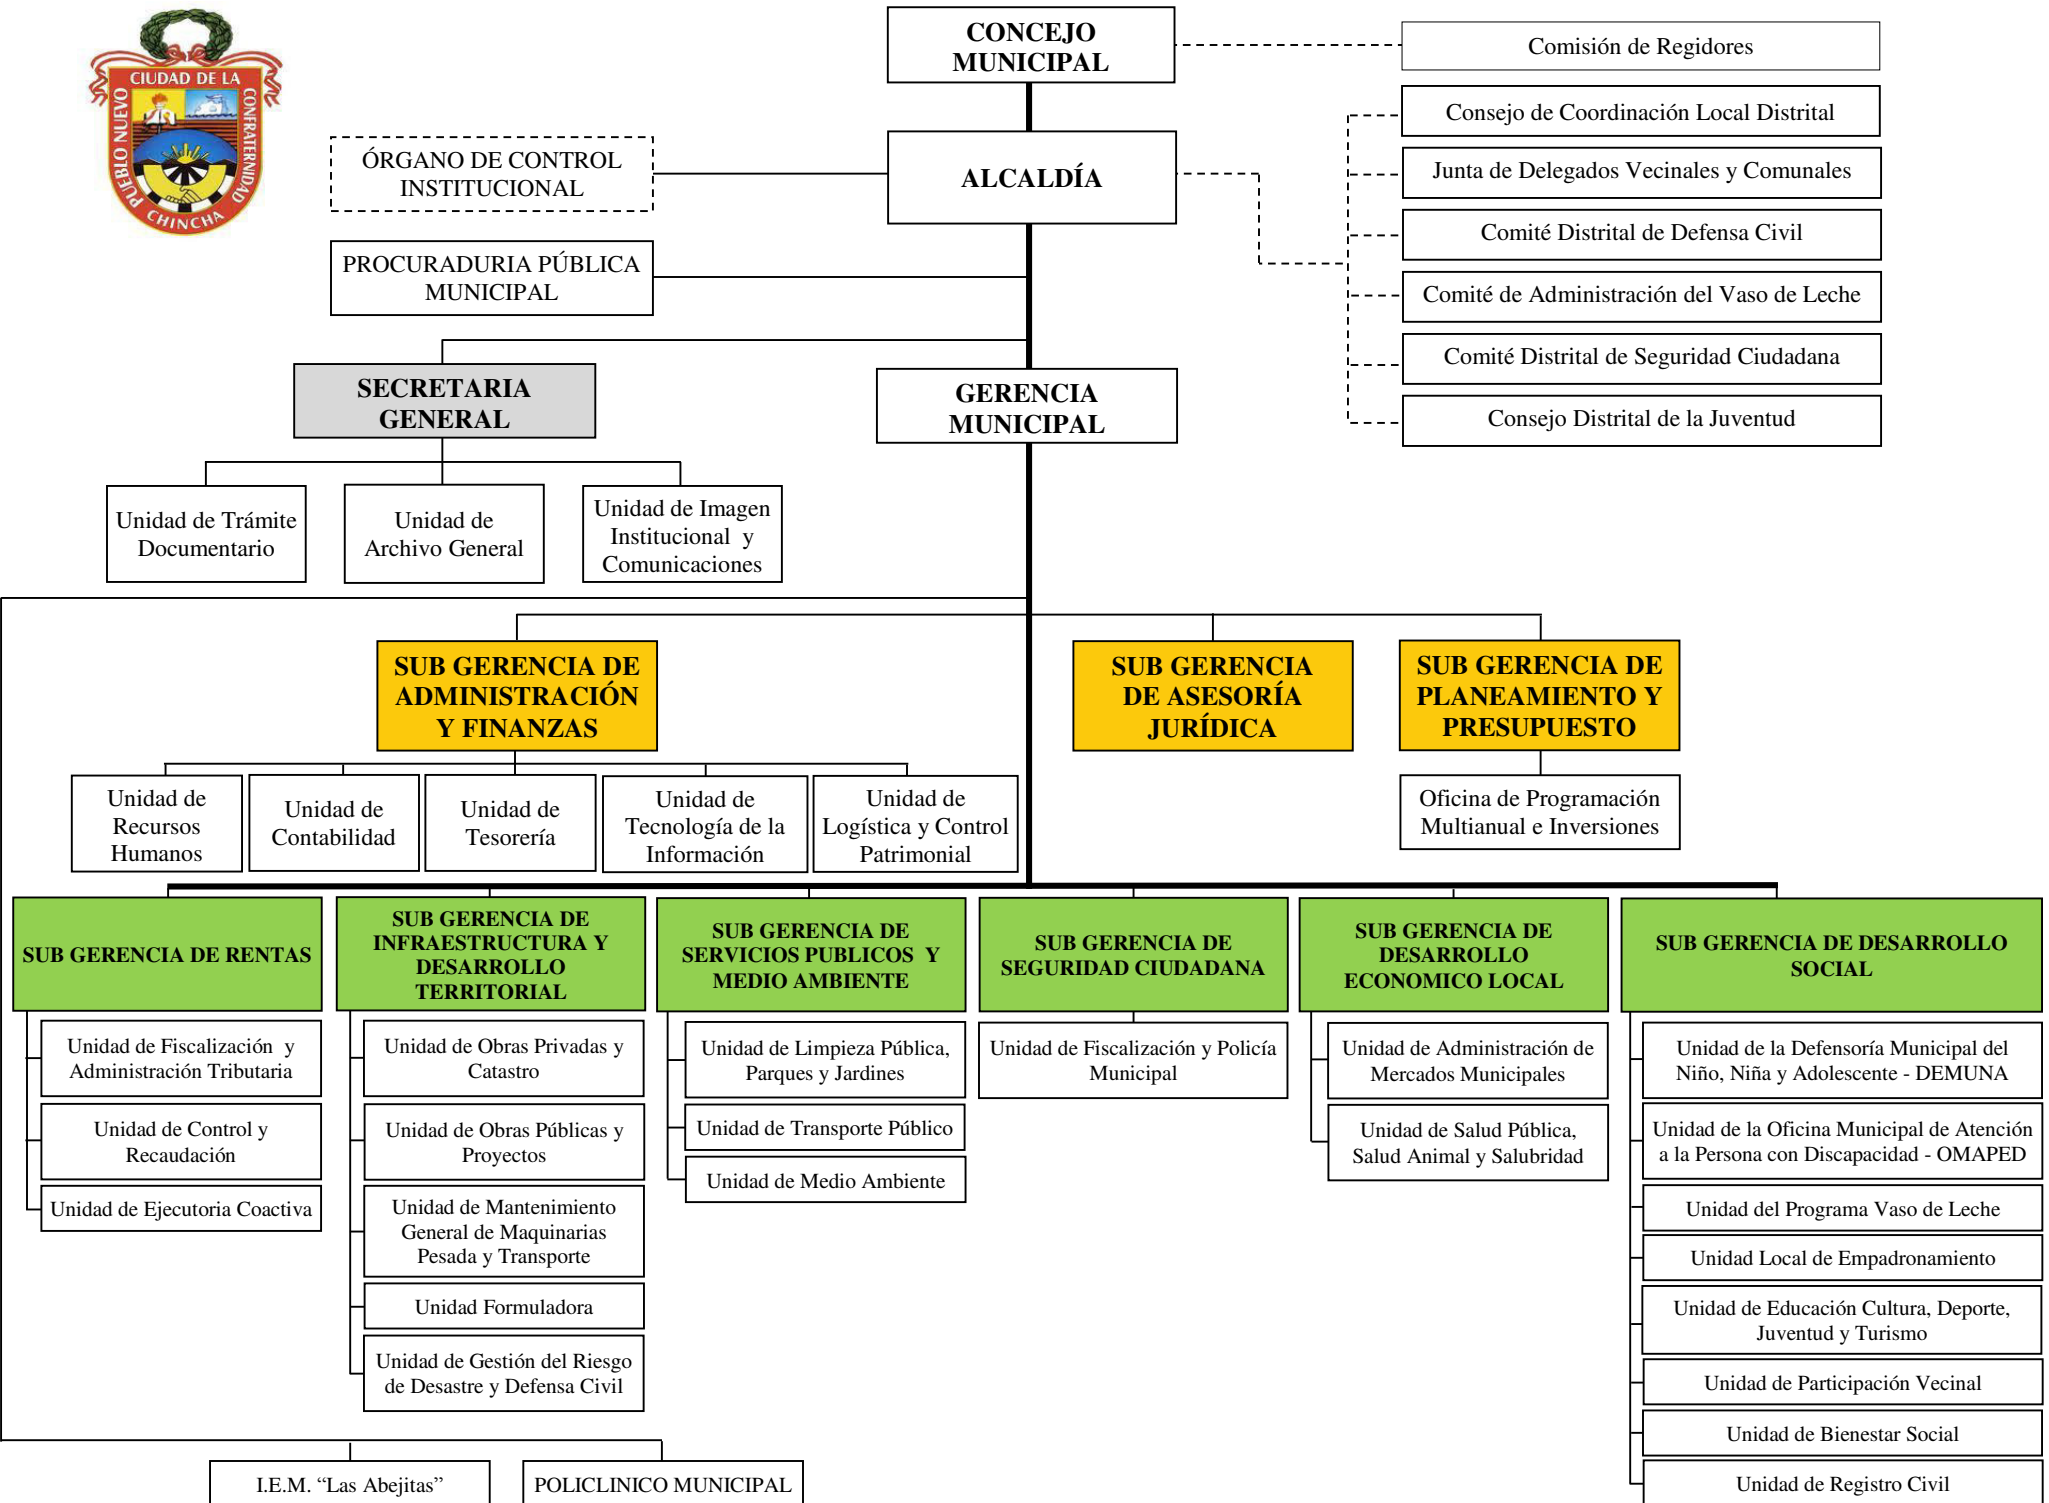 CIUDAD DE LA
PUEBLO NUEVO
CONFRATERNIDAD
CHINCHA
CONCEJO
MUNICIPAL
Comisión de Regidores
ALCALDÍA
ÓRGANO DE CONTROL
INSTITUCIONAL
PROCURADURIA PÚBLICA
MUNICIPAL
Consejo de Coordinación Local Distrital
Junta de Delegados Vecinales y Comunales
Comité Distrital de Defensa Civil
Comité de Administración del Vaso de Leche
Comité Distrital de Seguridad Ciudadana
Consejo Distrital de la Juventud
SECRETARIA
GENERAL
GERENCIA
MUNICIPAL
Unidad de Trámite
Documentario
Unidad de
Archivo General
Unidad de Imagen
Institucional y
Comunicaciones
SUB GERENCIA DE
ADMINISTRACIÓN
Y FINANZAS
SUB GERENCIA
DE ASESORÍA
JURÍDICA
SUB GERENCIA DE
PLANEAMIENTO Y
PRESUPUESTO
Unidad de
Recursos
Humanos
Unidad de
Contabilidad
Unidad de
Tesorería
Unidad de
Tecnología de la
Información
Unidad de
Logística y Control
Patrimonial
Oficina de Programación
Multianual e Inversiones
SUB GERENCIA DE RENTAS
Unidad de Fiscalización y
Administración Tributaria
Unidad de Control y
Recaudación
Unidad de Ejecutoria Coactiva
SUB GERENCIA DE
INFRAESTRUCTURA Y
DESARROLLO
TERRITORIAL
Unidad de Obras Privadas y
Catastro
Unidad de Obras Públicas y
Proyectos
Unidad de Mantenimiento
General de Maquinarias
Pesada y Transporte
Unidad Formuladora
Unidad de Gestión del Riesgo
de Desastre y Defensa Civil
SUB GERENCIA DE
SERVICIOS PUBLICOS Y
MEDIO AMBIENTE
Unidad de Limpieza Pública,
Parques y Jardines
Unidad de Transporte Público
Unidad de Medio Ambiente
SUB GERENCIA DE
SEGURIDAD CIUDADANA
Unidad de Fiscalización y Policía
Municipal
SUB GERENCIA DE
DESARROLLO
ECONOMICO LOCAL
Unidad de Administración de
Mercados Municipales
Unidad de Salud Pública,
Salud Animal y Salubridad
SUB GERENCIA DE DESARROLLO
SOCIAL
Unidad de la Defensoría Municipal del
Niño, Niña y Adolescente - DEMUNA
Unidad de la Oficina Municipal de Atención
a la Persona con Discapacidad - OMAPED
Unidad del Programa Vaso de Leche
Unidad Local de Empadronamiento
Unidad de Educación Cultura, Deporte,
Juventud y Turismo
Unidad de Participación Vecinal
Unidad de Bienestar Social
Unidad de Registro Civil
I.E.M. “Las Abejitas”
POLICLINICO MUNICIPAL